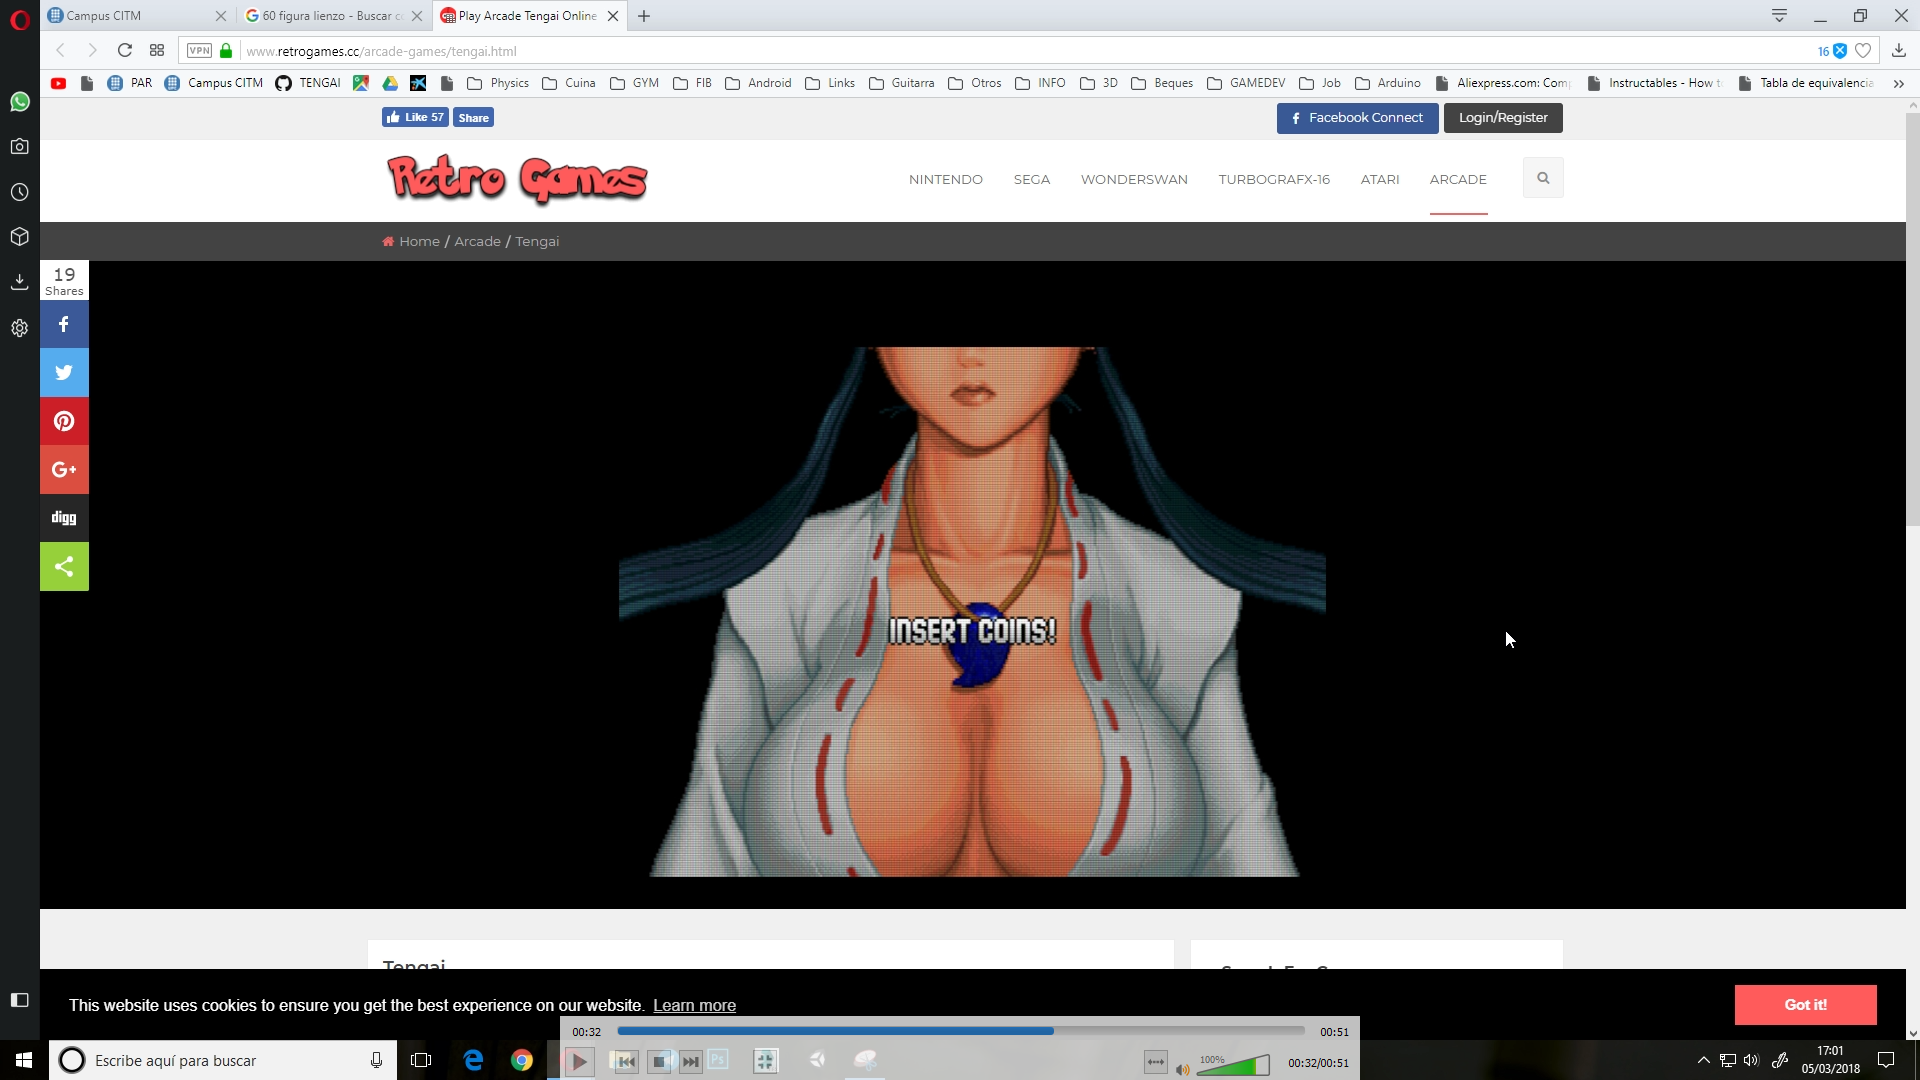 Campus CITM
60 figura lienzo - Buscar c
Play Arcade Tengai Online
VPN
www.retrogames.cc/arcade-games/tengai.html
16
PAR
Campus CITM
TENGAI
Physics
Cuina
GYM
FIB
Android
Links
Guitarra
Otros
INFO
3D
Beques
GAMEDEV
Job
Arduino
Aliexpress.com: Com
Instructables - How t
Tabla de equivalencia
Like 57
Share
Facebook Connect
Login/Register
Retro Games
NINTENDO
SEGA
WONDERSWAN
TURBOGRAFX-16
ATARI
ARCADE
Home / Arcade / Tengai
19
Shares
G+
digg
INSERT COINS!
Tengai
This website uses cookies to ensure you get the best experience on our website. Learn more
Got it!
00:32
00:51
Escribe aquí para buscar
Ps
100%
00:32/00:51
17:01
05/03/2018